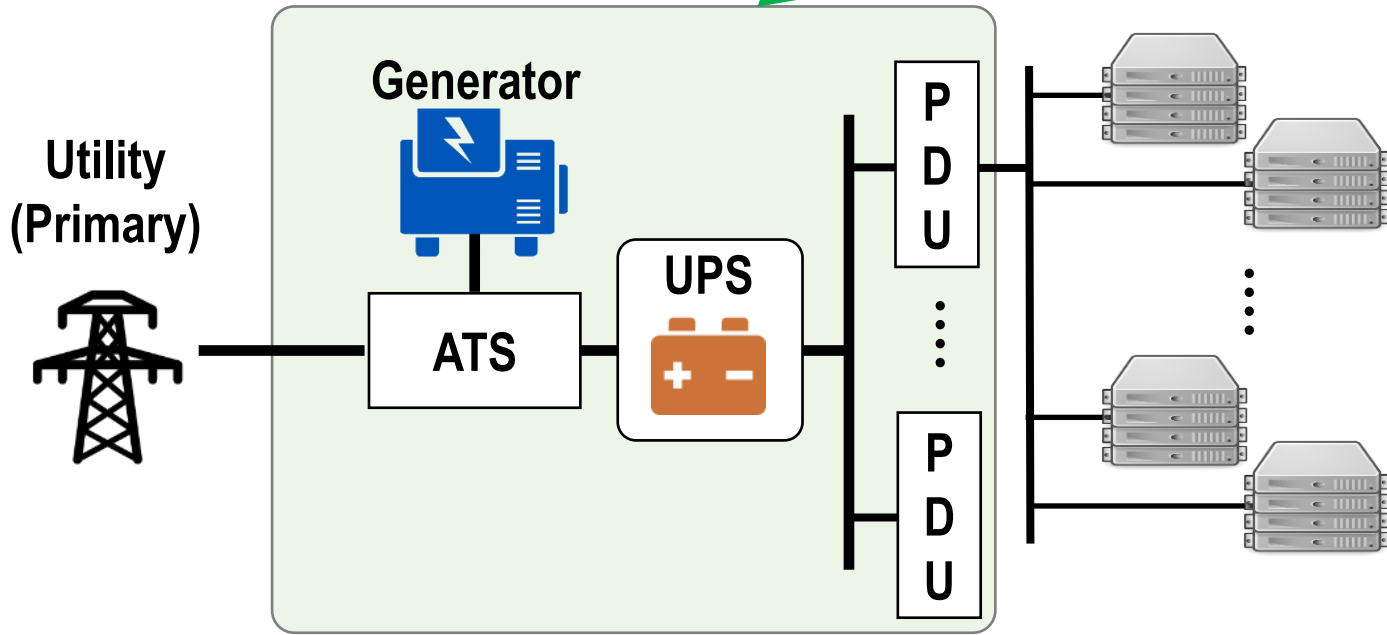 Utility
(Primary)
Generator
ATS
UPS
P
D
U
P
D
U